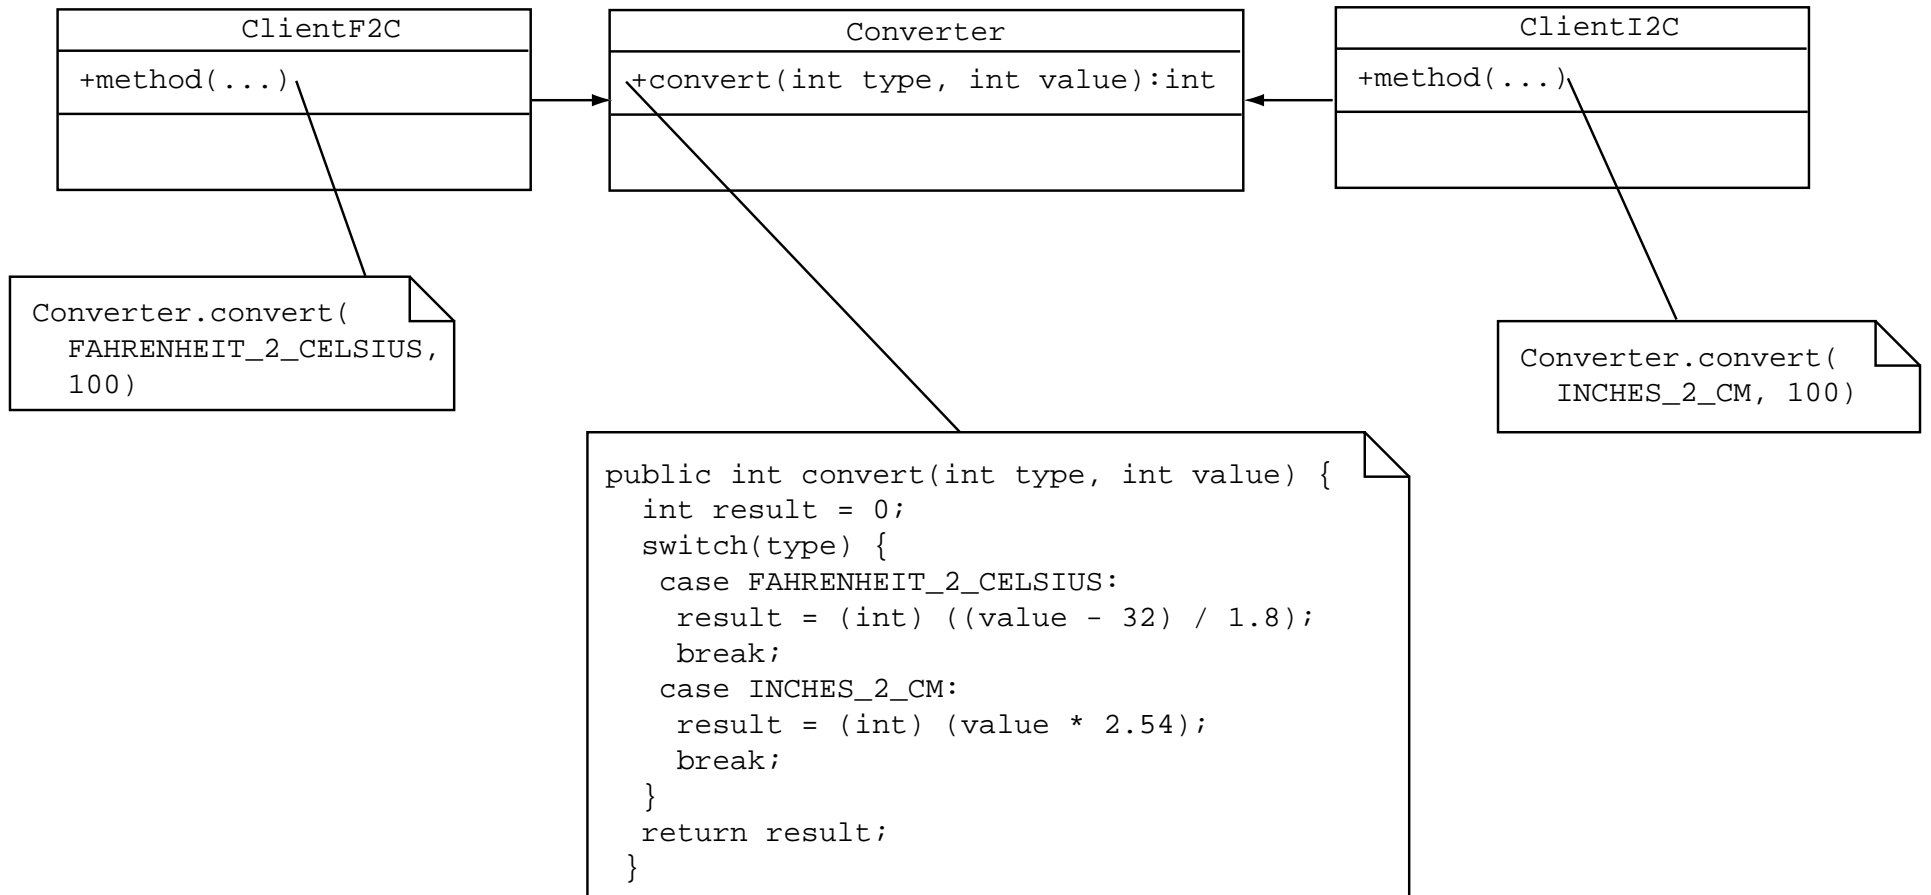 ClientF2C
+method(...)
Converter
+convert(int type, int value):int
ClientI2C
+method(...)
Converter.convert(
  FAHRENHEIT_2_CELSIUS,
  100)
Converter.convert(
  INCHES_2_CM, 100)
public int convert(int type, int value) {
  int result = 0;
  switch(type) {
   case FAHRENHEIT_2_CELSIUS:
    result = (int) ((value - 32) / 1.8);
    break;
   case INCHES_2_CM:
    result = (int) (value * 2.54);
    break;
  }
  return result;
 }